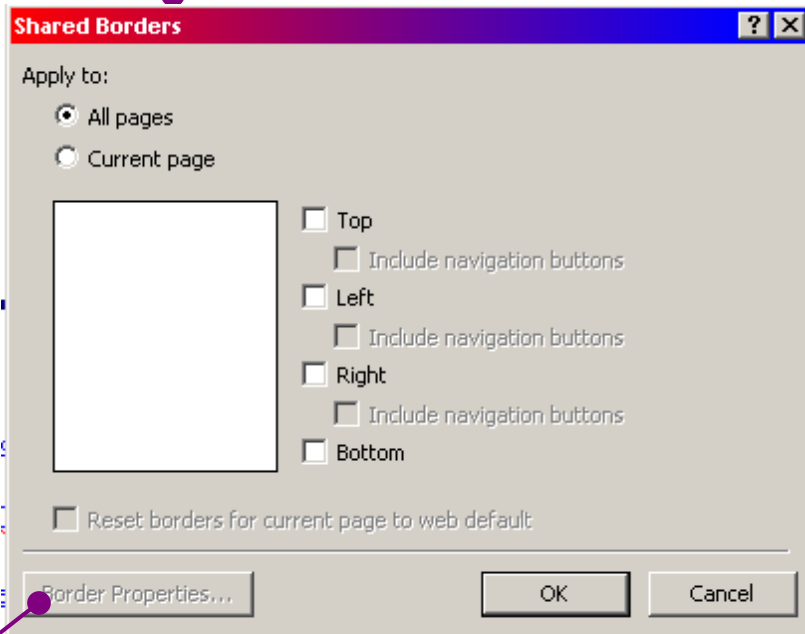 Shared Borders
Apply to:
All pages
Current page
Top
Include navigation buttons
Left
Include navigation buttons
Right
Include navigation buttons
Bottom
Reset borders for current page to web default
Border Properties...
OK
Cancel